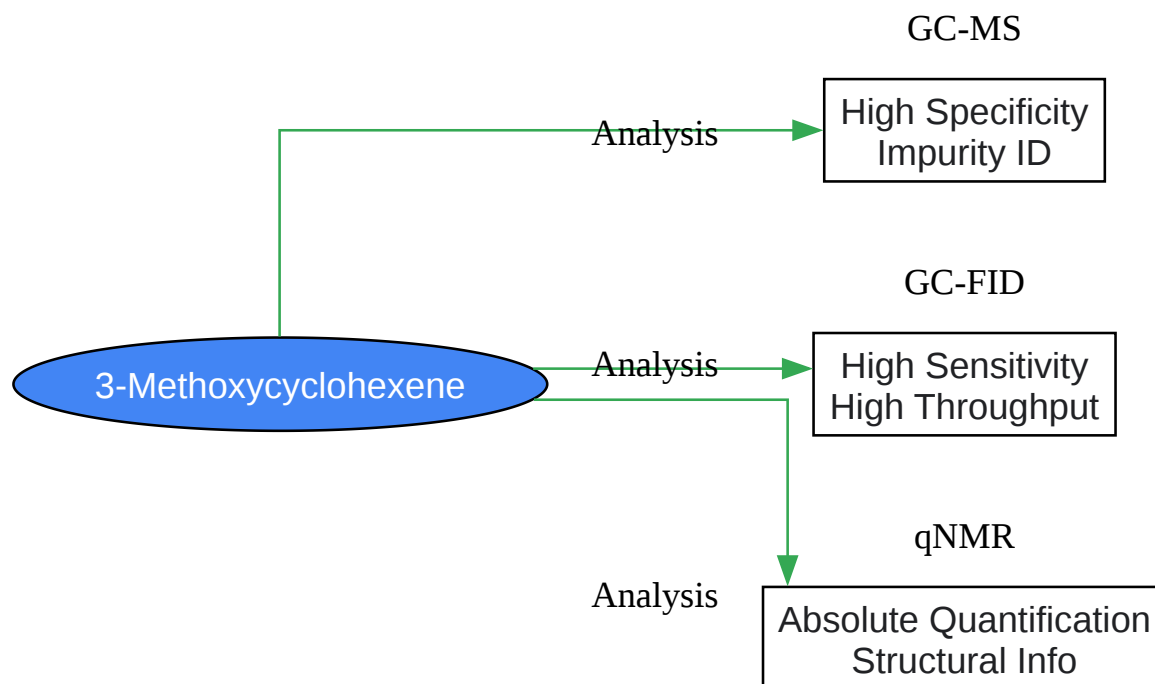 GC-MS
Analysis
High Specificity
Impurity ID
GC-FID
3-Methoxycyclohexene
Analysis
High Sensitivity
High Throughput
qNMR
Analysis
Absolute Quantification
Structural Info